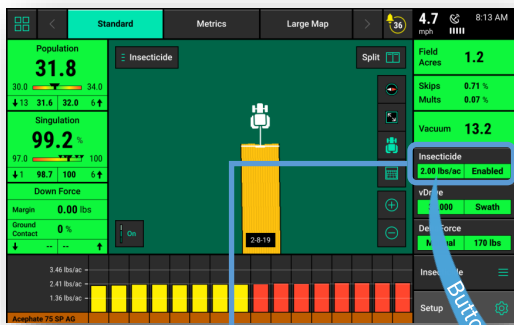 Standard Metrics Large Map 36 4.7 mph 8:13 AM
Population
31.8
30.0 34.0
13 31.6 32.0 6
Singulation
99.2 %
97.0 100
1 98.7 100 6
Down Force
Margin 0.00 lbs
Ground Contact 0 %
-- --
Insecticide
Split
On
2-8-19
Field Acres 1.2
Skips 0.71 %
Mults 0.07 %
Vacuum 13.2
Insecticide
2.00 lbs/ac Enabled
vDrive
Swath
170 lbs
Setup
3.46 lbs/ac
2.41 lbs/ac
1.36 lbs/ac
Acephate 75 SP AG